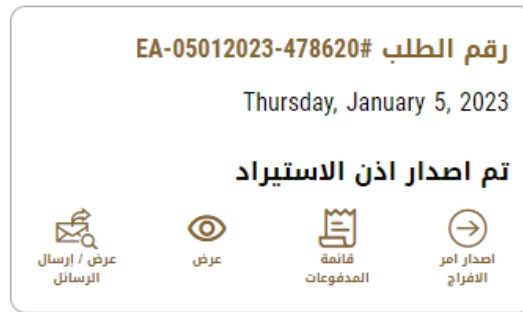 رقم الطلب #EA-05012023-478620
Thursday, January 5, 2023
تم اصدار اذن الاستيراد
اصدار امر الافراج
قائمة المدفوعات
عرض
عرض / إرسال الرسائل